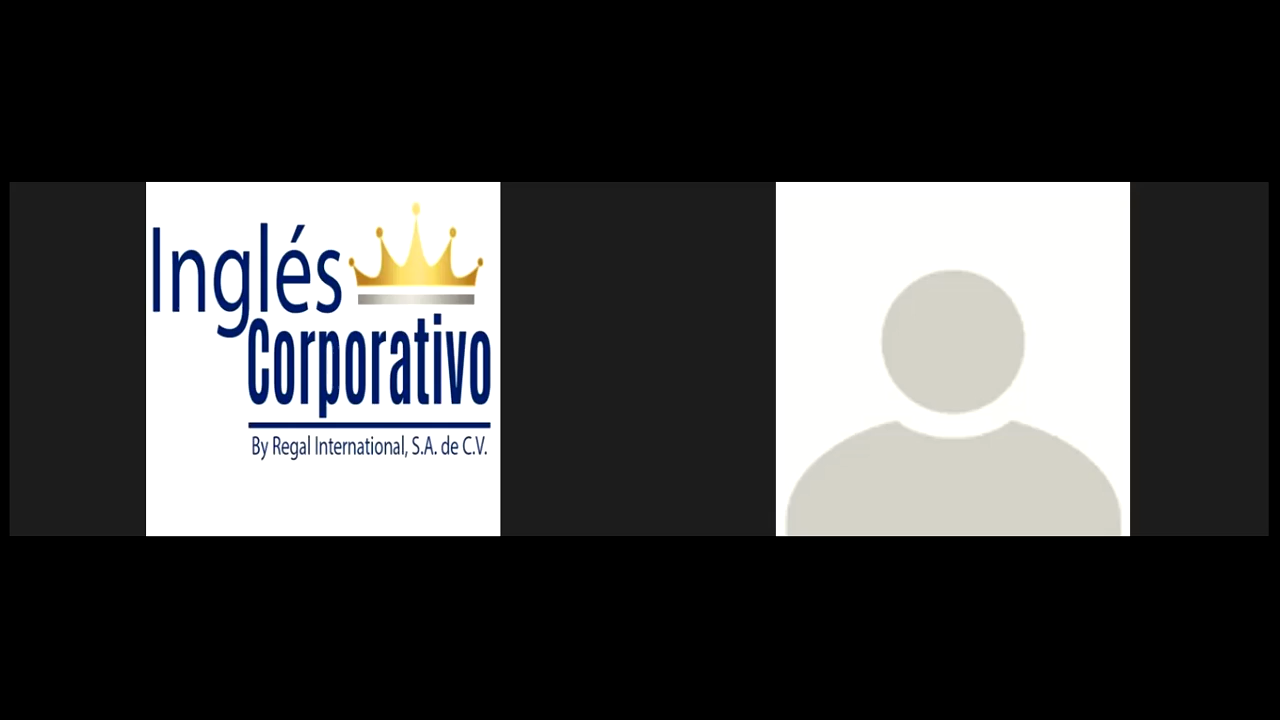 Inglés
Corporativo
By Regal International, S.A. de C.V.